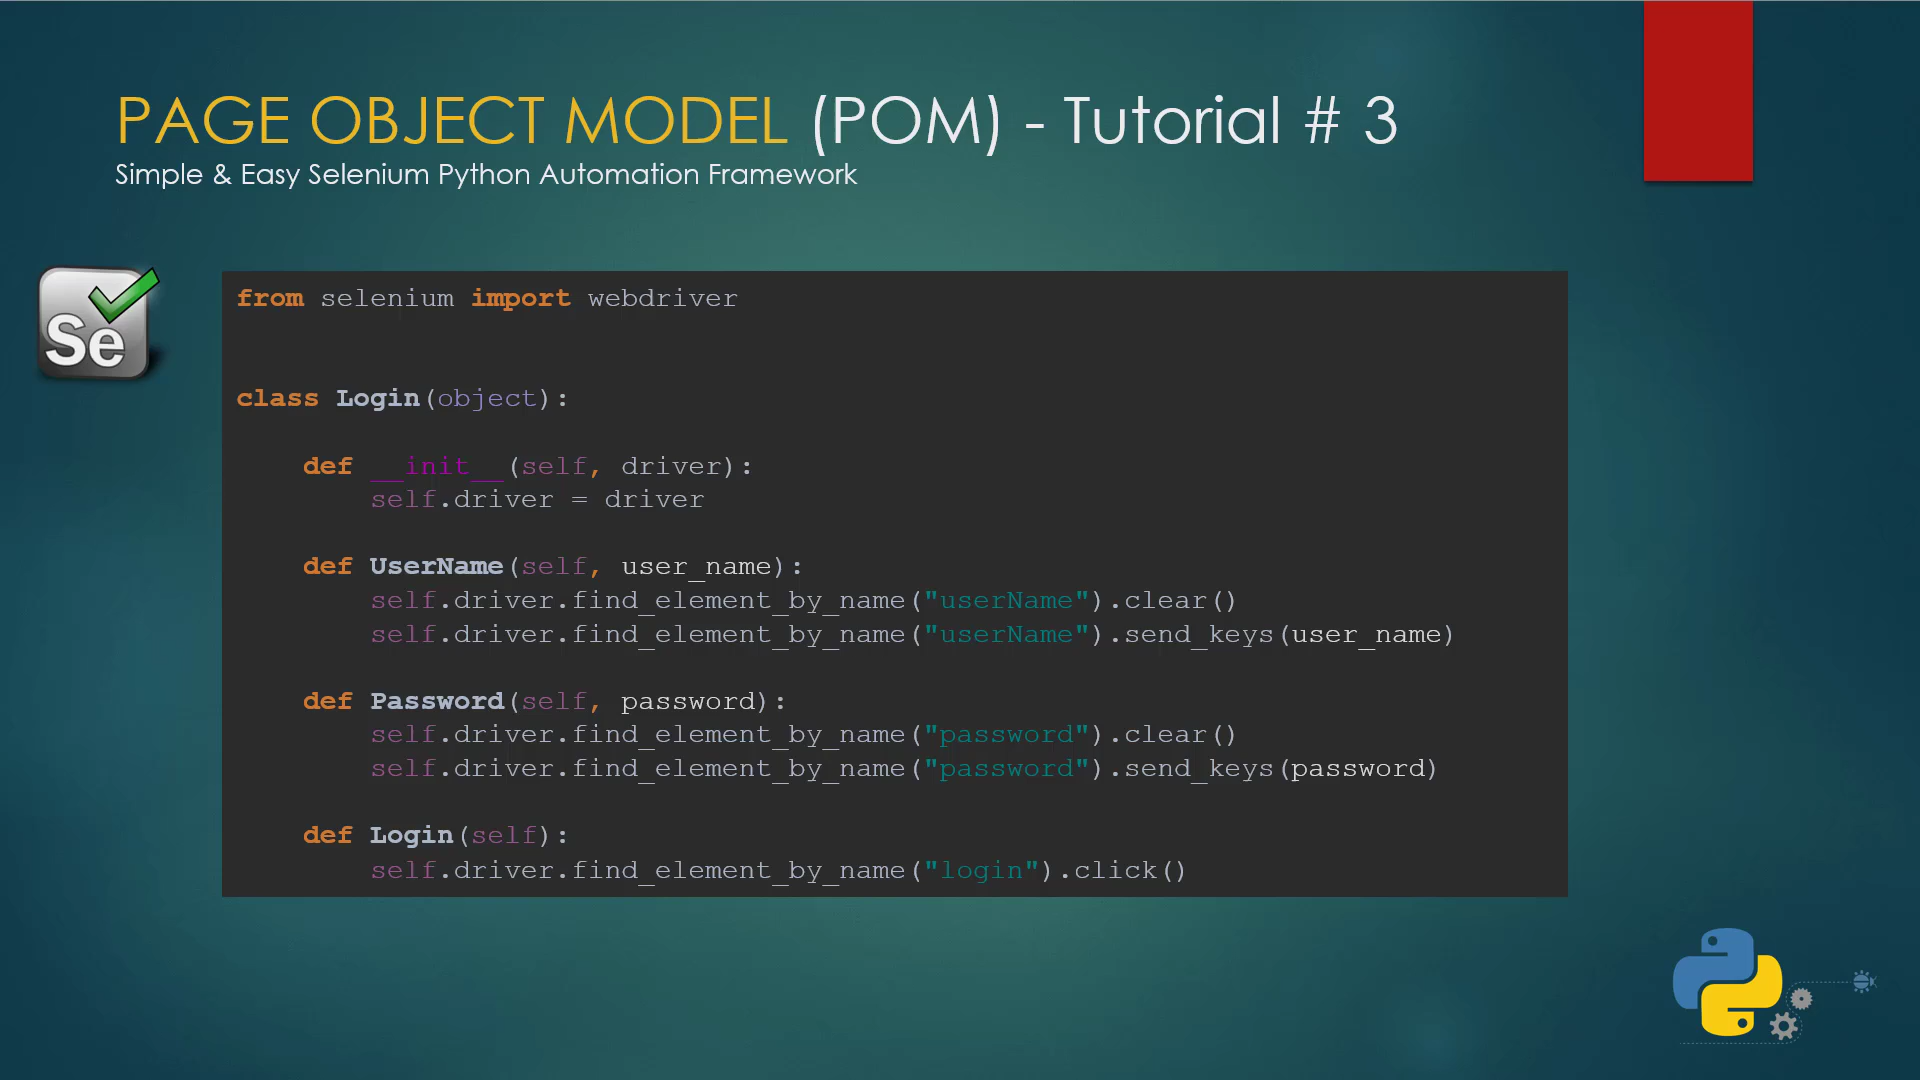 PAGE OBJECT MODEL (POM) - Tutorial # 3
Simple & Easy Selenium Python Automation Framework
Se
from selenium import webdriver
class Login(object):
def __init__(self, driver):
self.driver = driver
def UserName(self, user_name):
self.driver.find_element_by_name("userName").clear()
self.driver.find_element_by_name("userName").send_keys(user_name)
def Password(self, password):
self.driver.find_element_by_name("password").clear()
self.driver.find_element_by_name("password").send_keys(password)
def Login(self):
self.driver.find_element_by_name("login").click()